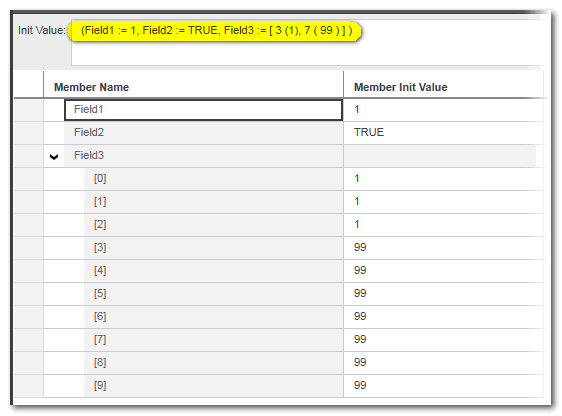 Init Value: (Field1 := 1, Field2 := TRUE, Field3 := [ 3 (1), 7 ( 99 ) ] )
Member Name Member Init Value
Field1 1
Field2 TRUE
Field3
[0] 1
[1] 1
[2] 1
[3] 99
[4] 99
[5] 99
[6] 99
[7] 99
[8] 99
[9] 99